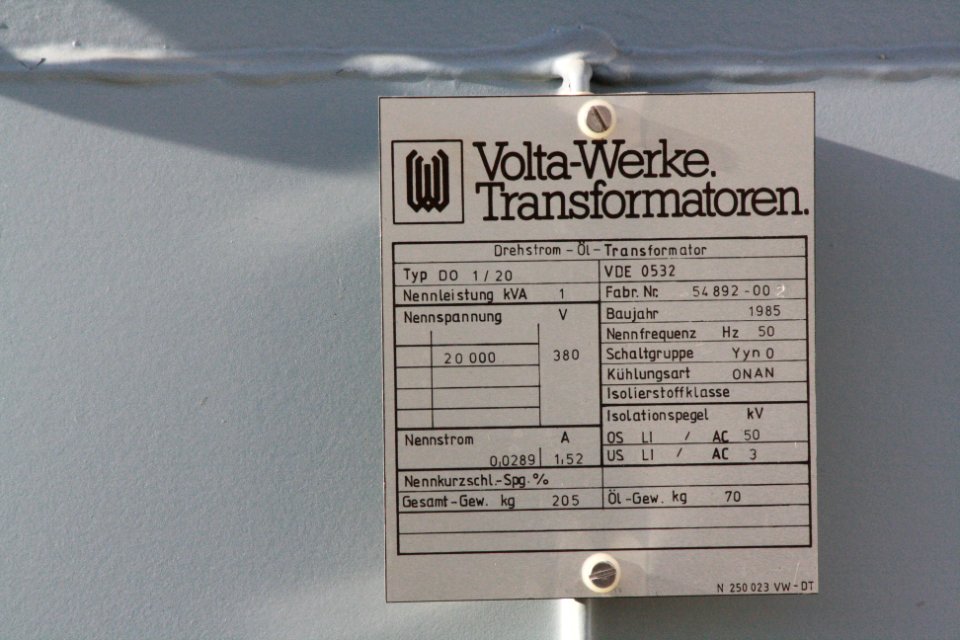 Volta-Werke.
Transformatoren.
Drehstrom - Öl - Transformator
Typ DO 1/20
VDE 0532
Nennleistung kVA 1
Fabr. Nr. 54 892 - 00 2
Nennspannung V
Baujahr 1985
Nennfrequenz Hz 50
20 000 380
Schaltgruppe Yyn 0
Kühlungsart ONAN
Isolierstoffklasse
Isolationspegel kV
Nennstrom A
OS LI / AC 50
0,0289 1,52
US LI / AC 3
Nennkurzschl.-Spg. %
Gesamt-Gew. kg 205
Öl-Gew. kg 70
N 250 023 VW - DT